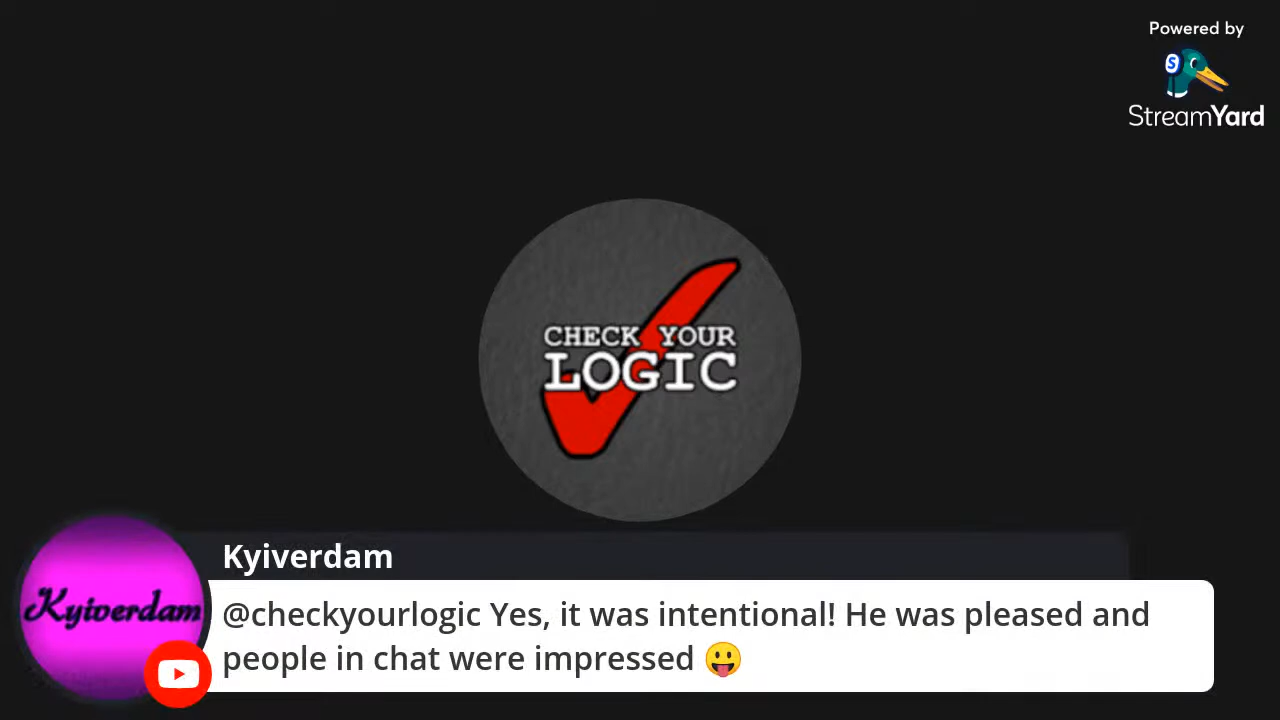 Powered by
S
StreamYard
CHECK YOUR
LOGIC
Kyiverdam
Kyiverdam
@checkyourlogic Yes, it was intentional! He was pleased and
people in chat were impressed 😛